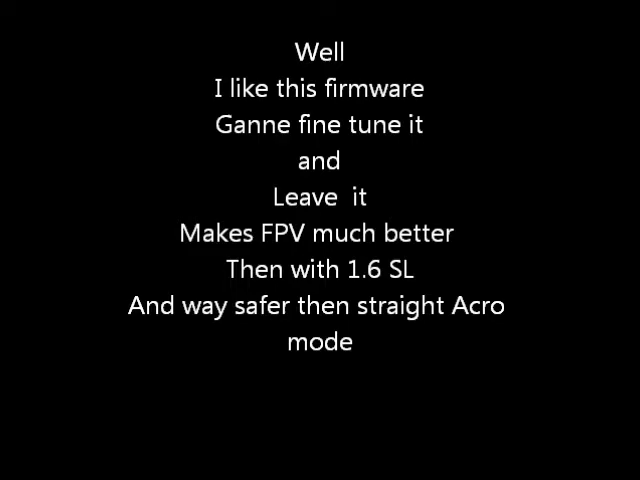 Well
I like this firmware
Ganne fine tune it
and
Leave  it
Makes FPV much better
Then with 1.6 SL
And way safer then straight Acro
mode